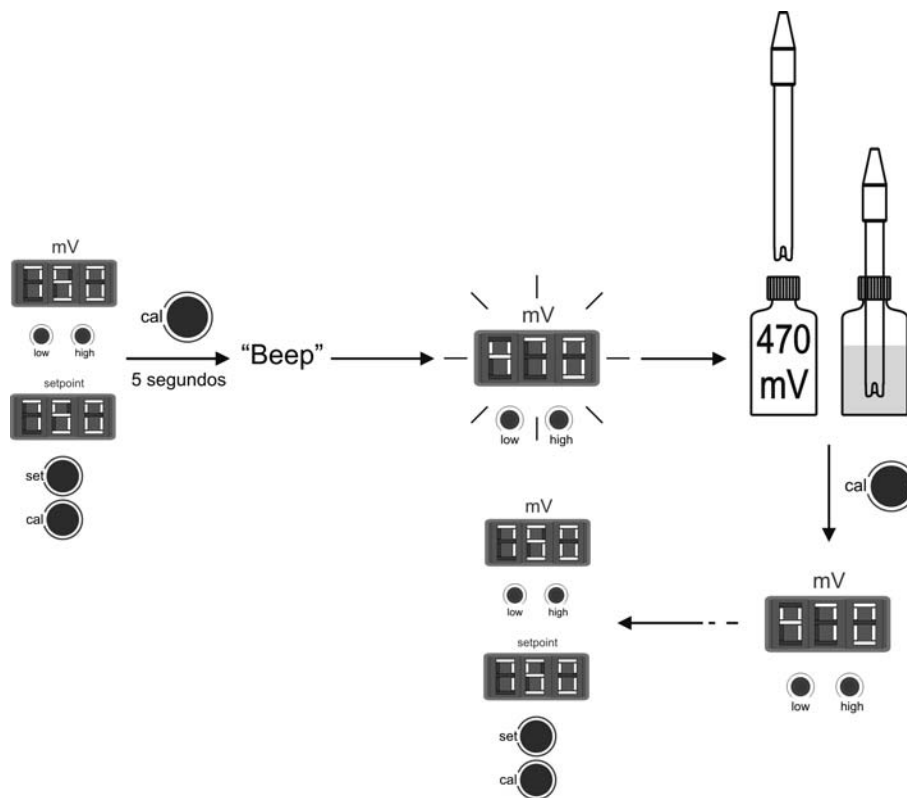 mV
low
high
setpoint
set
cal
cal
5 segundos
“Beep”
mV
low
high
470
mV
cal
mV
low
high
mV
low
high
setpoint
set
cal